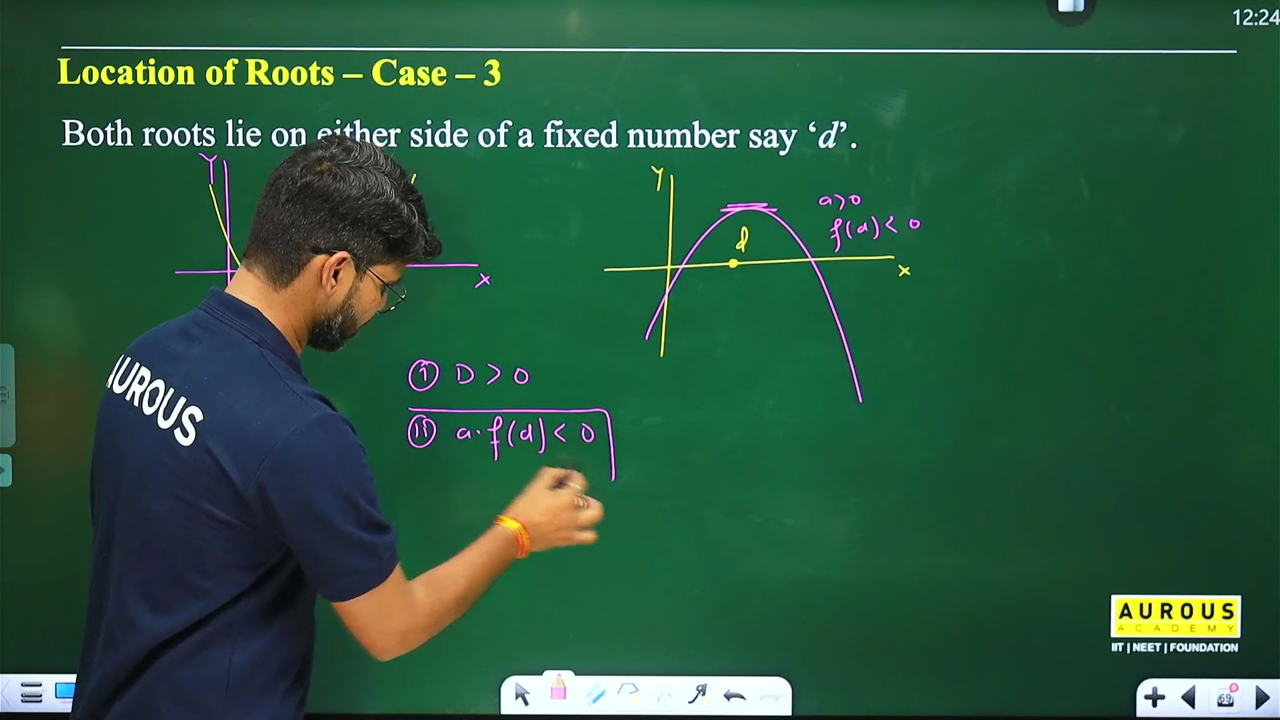 12:24
Location of Roots – Case – 3
Both roots lie on either side of a fixed number say ‘d’.
Y
X
Y
a>0
f(d)<0
d
X
(i) D > 0
(ii) a. f(d) < 0
AUROUS
AUROUS
ACADEMY
IIT | NEET | FOUNDATION
69